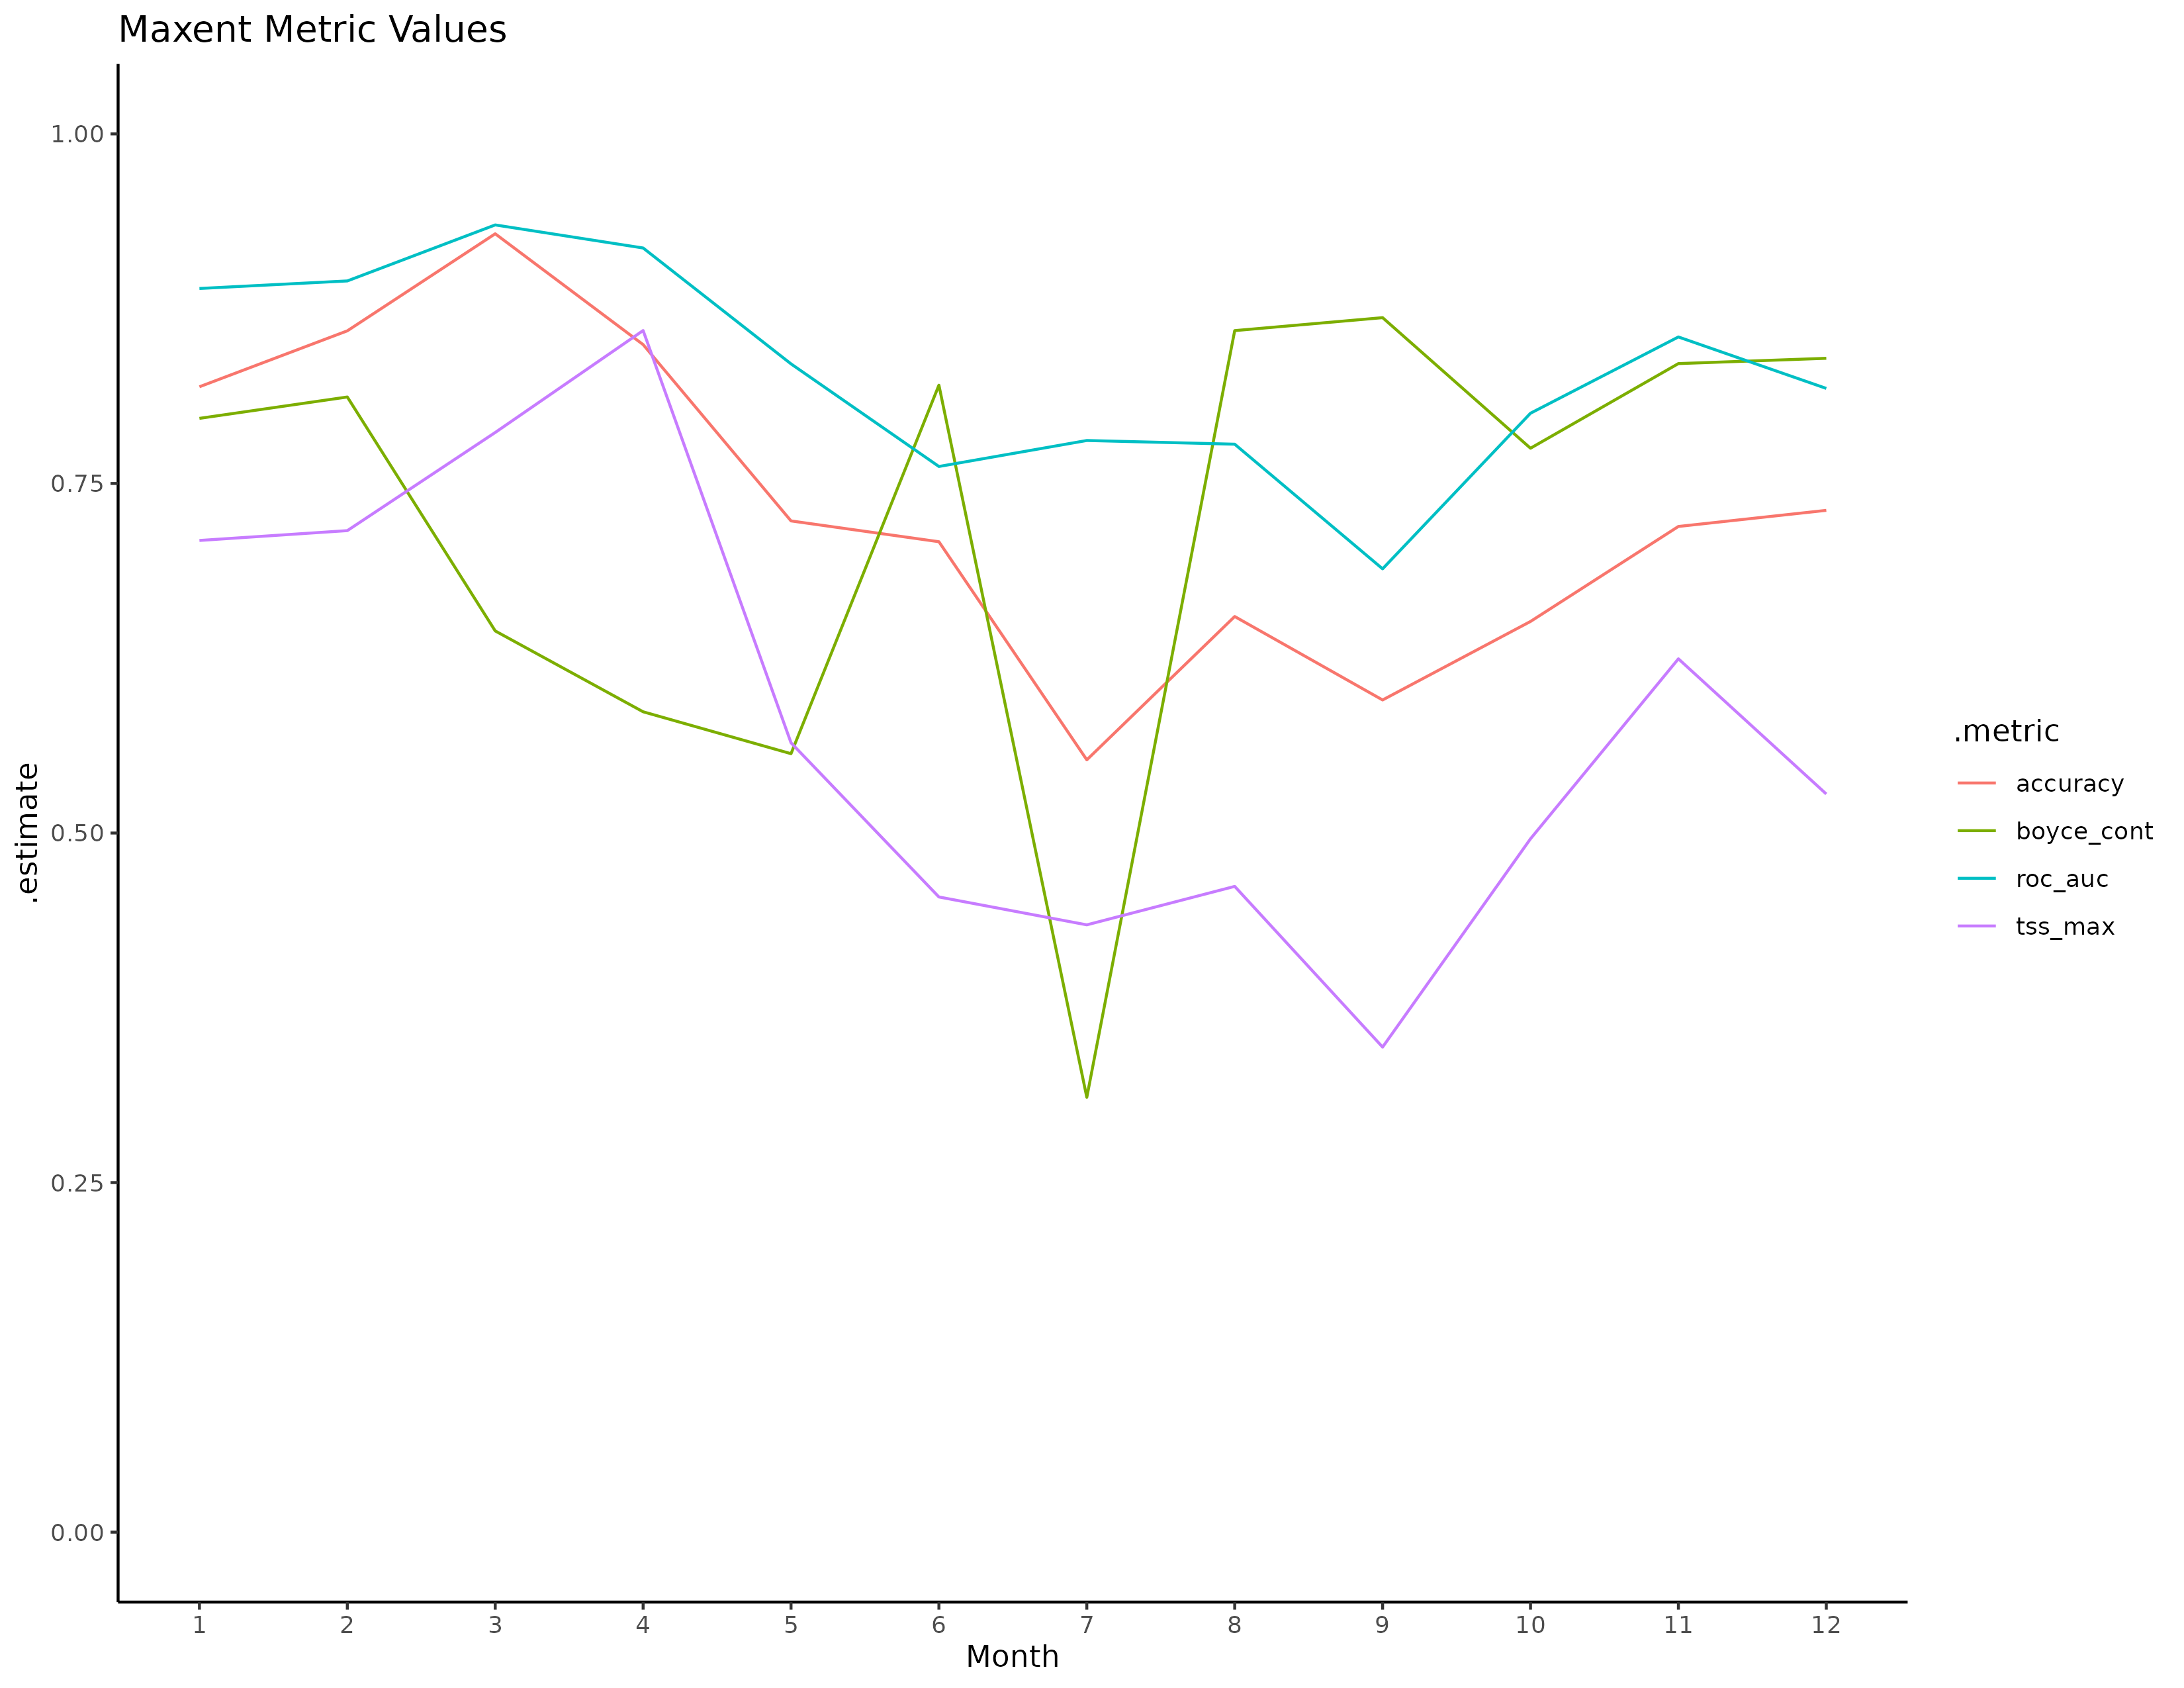 Maxent Metric Values
1.00
0.75
0.50
0.25
0.00
.estimate
1 2 3 4 5 6 7 8 9 10 11 12
Month
.metric
accuracy
boyce_cont
roc_auc
tss_max